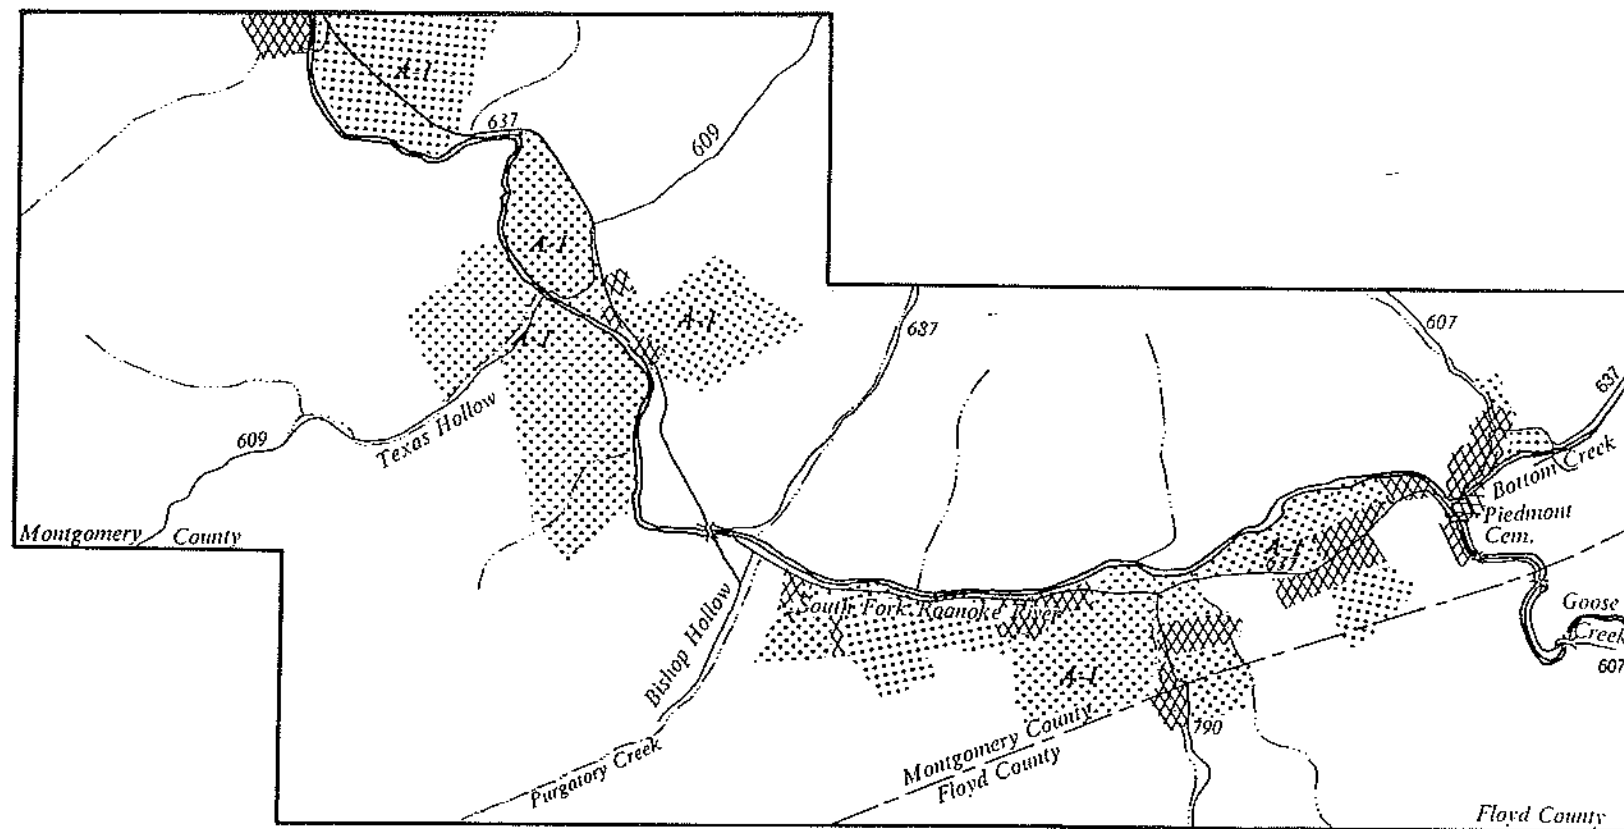 A-1
637
609
A-1
A-1
A-1
687
607
637
609
Texas Hollow
Bottom Creek
Piedmont
Cem.
Montgomery County
A-1
637
South Fork Roanoke River
Bishop Hollow
Goose
Creek
607
A-1
Montgomery County
Floyd County
790
Purgatory Creek
Floyd County